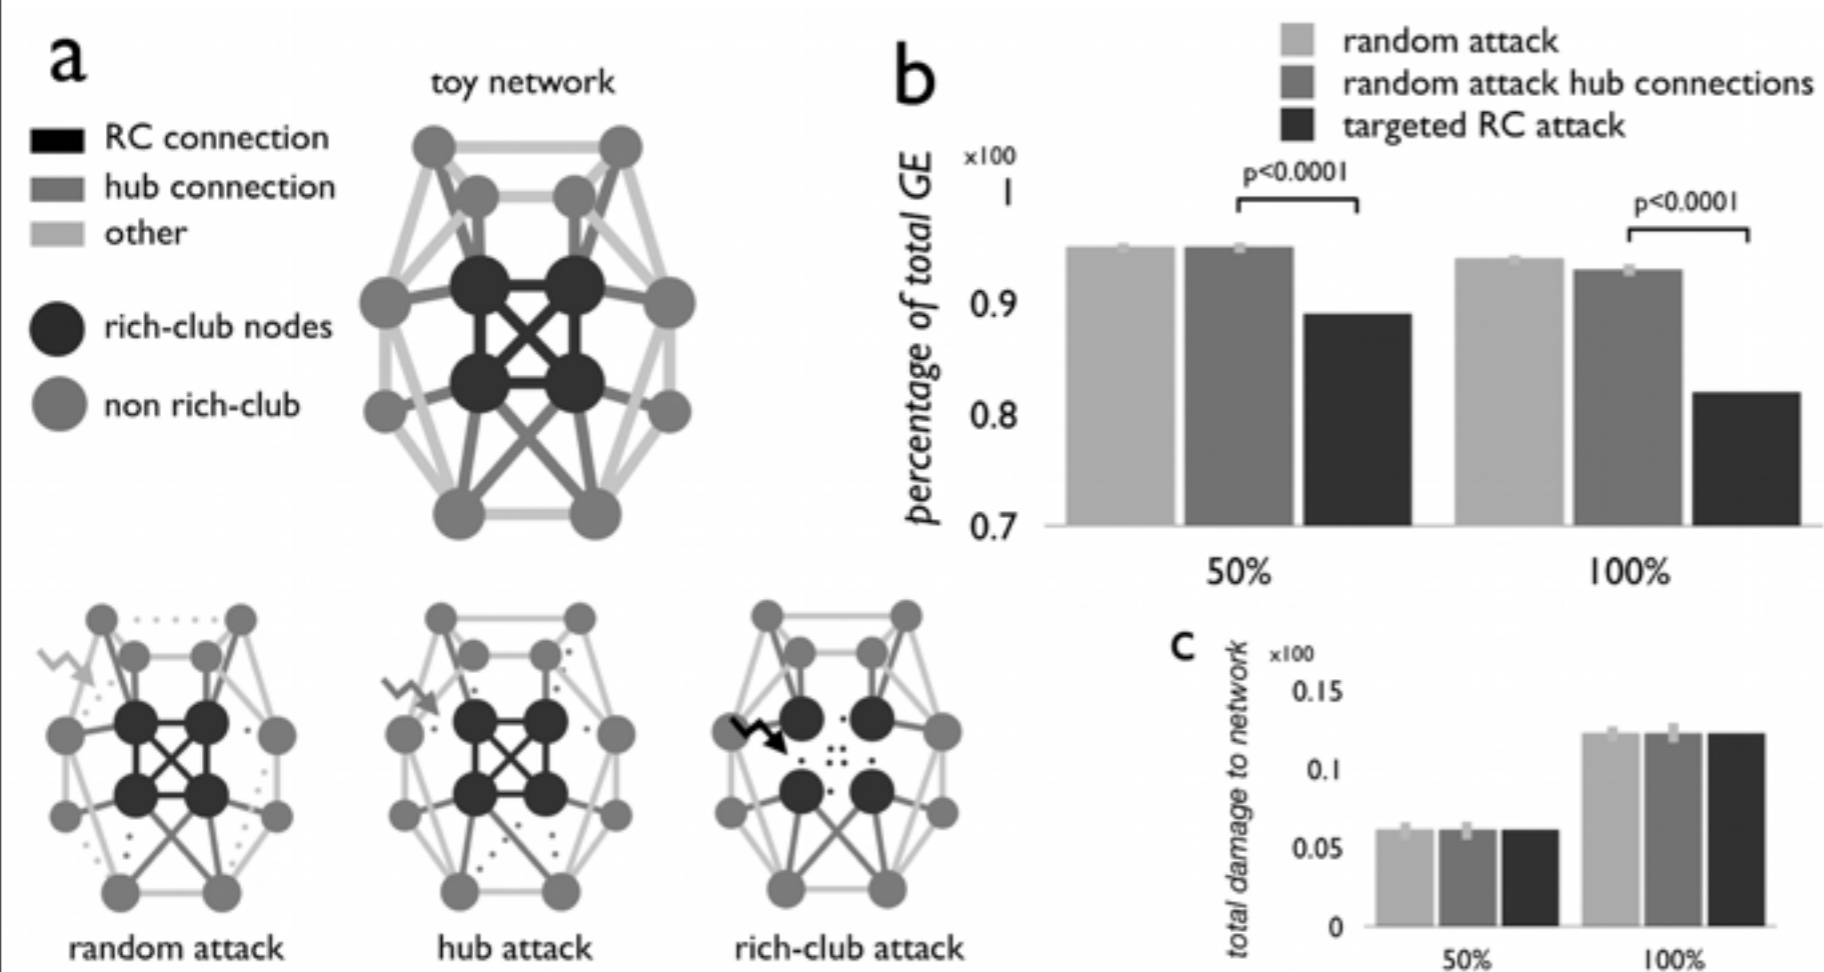 a
toy network
RC connection
hub connection
other
rich-club nodes
non rich-club
random attack
hub attack
rich-club attack
b
random attack
random attack hub connections
targeted RC attack
percentage of total GE
x100
1
0.9
0.8
0.7
p<0.0001
p<0.0001
50%
100%
c
total damage to network
x100
0.15
0.1
0.05
0
50%
100%